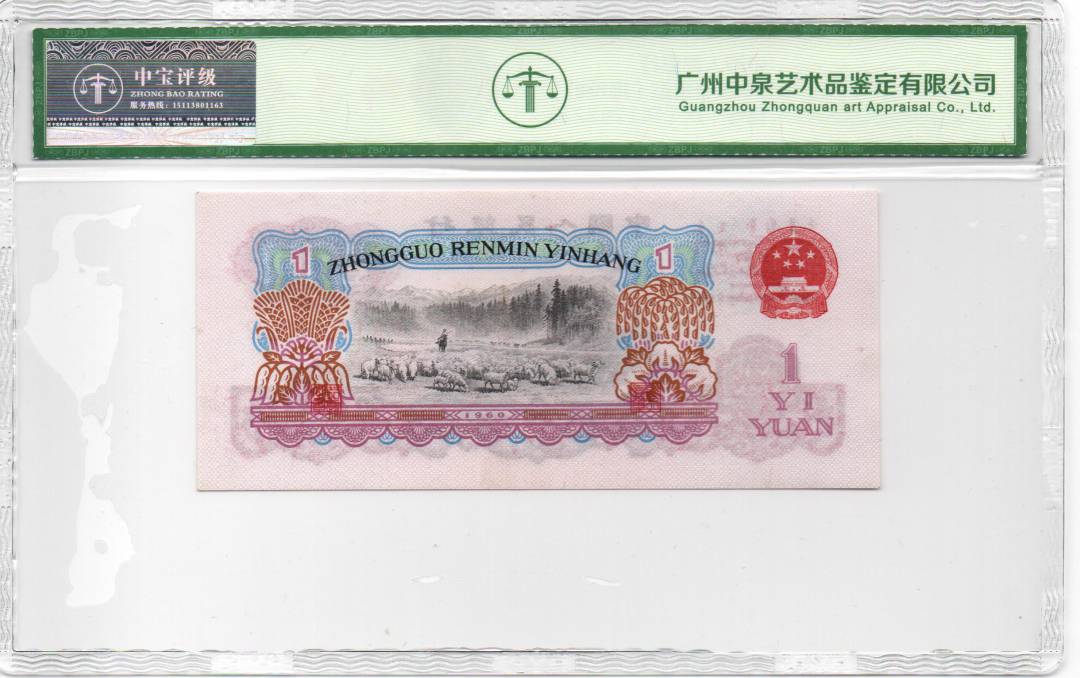 中宝评级
ZHONG BAO RATING
服务热线：15113801163
广州中泉艺术品鉴定有限公司
Guangzhou Zhongquan art Appraisal Co., Ltd.
ZBPJ
1
ZHONGGUO RENMIN YINHANG
1
1960
1
YI
YUAN